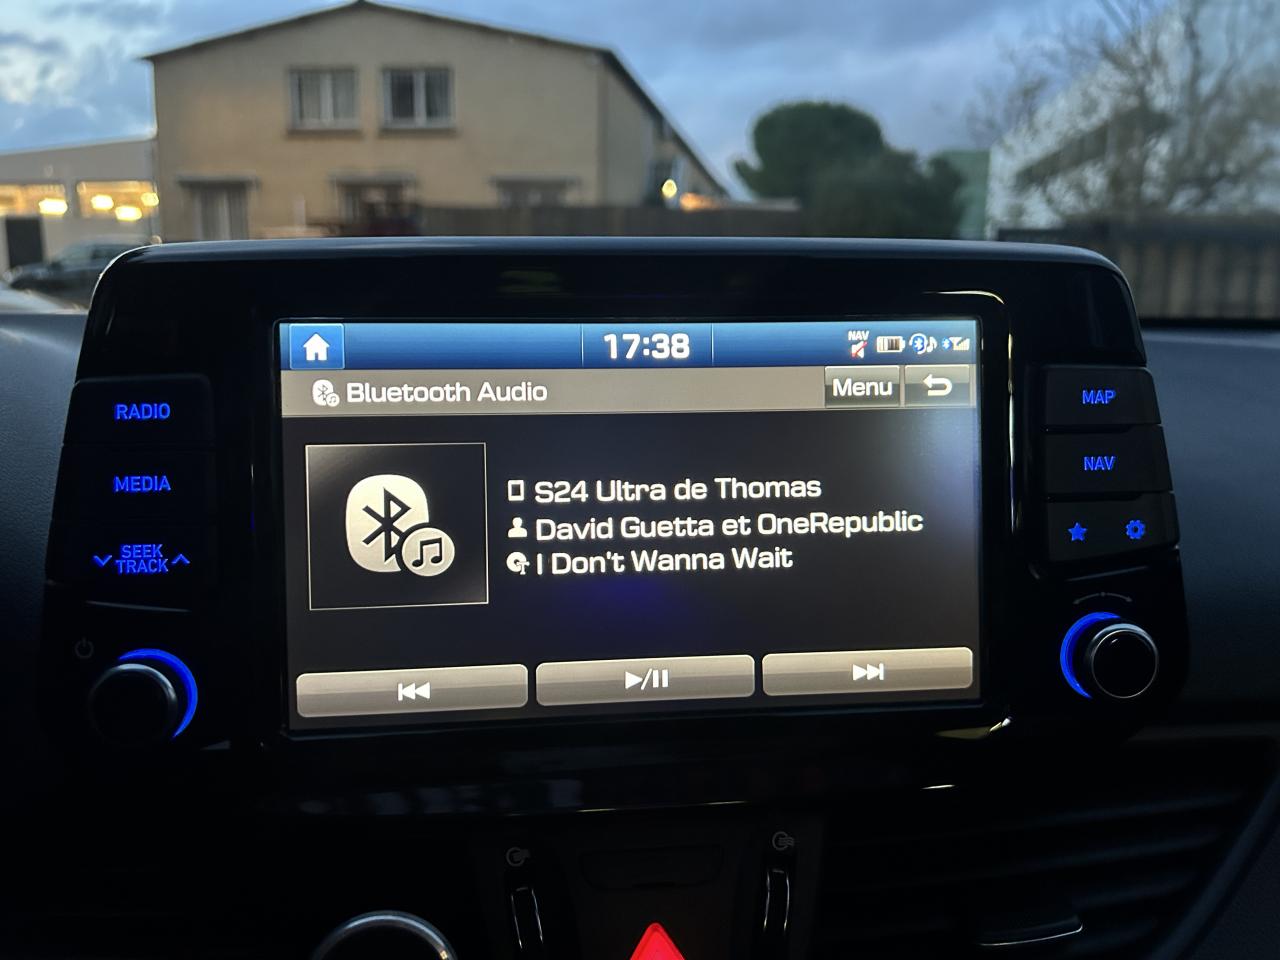 17:38
NAV
Bluetooth Audio
Menu
RADIO
MEDIA
SEEK
TRACK
S24 Ultra de Thomas
David Guetta et OneRepublic
I Don't Wanna Wait
MAP
NAV